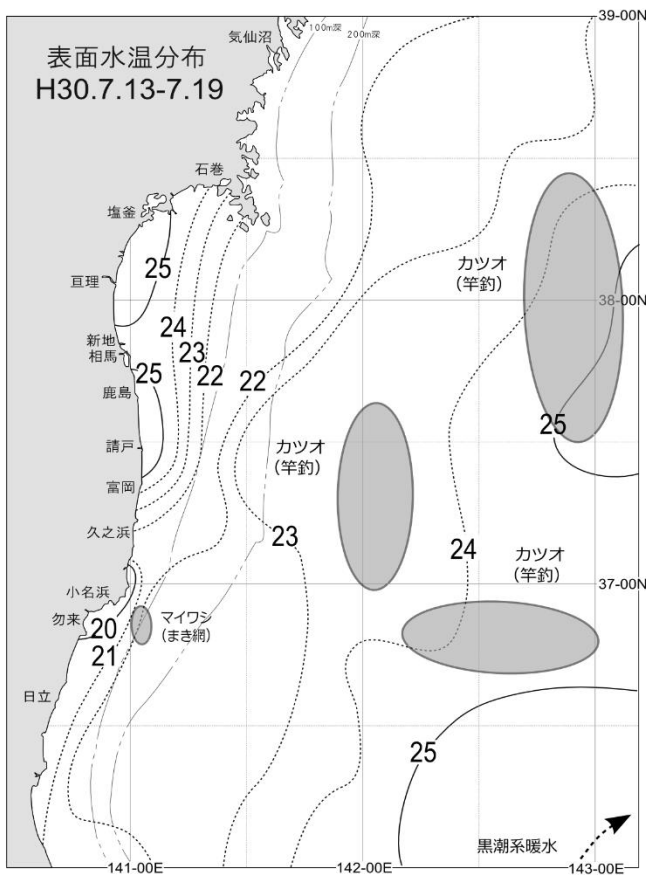 39-00N
気仙沼
100m深
200m深
表面水温分布
H30.7.13-7.19
石巻
塩釜
カツオ
(竿釣)
25
亘理
38-00N
24
新地
23
相馬
25
22
22
鹿島
25
カツオ
(竿釣)
請戸
富岡
23
久之浜
24
カツオ
(竿釣)
37-00N
小名浜
マイワシ
(まき網)
勿来
20
21
日立
25
黒潮系暖水
141-00E
142-00E
143-00E